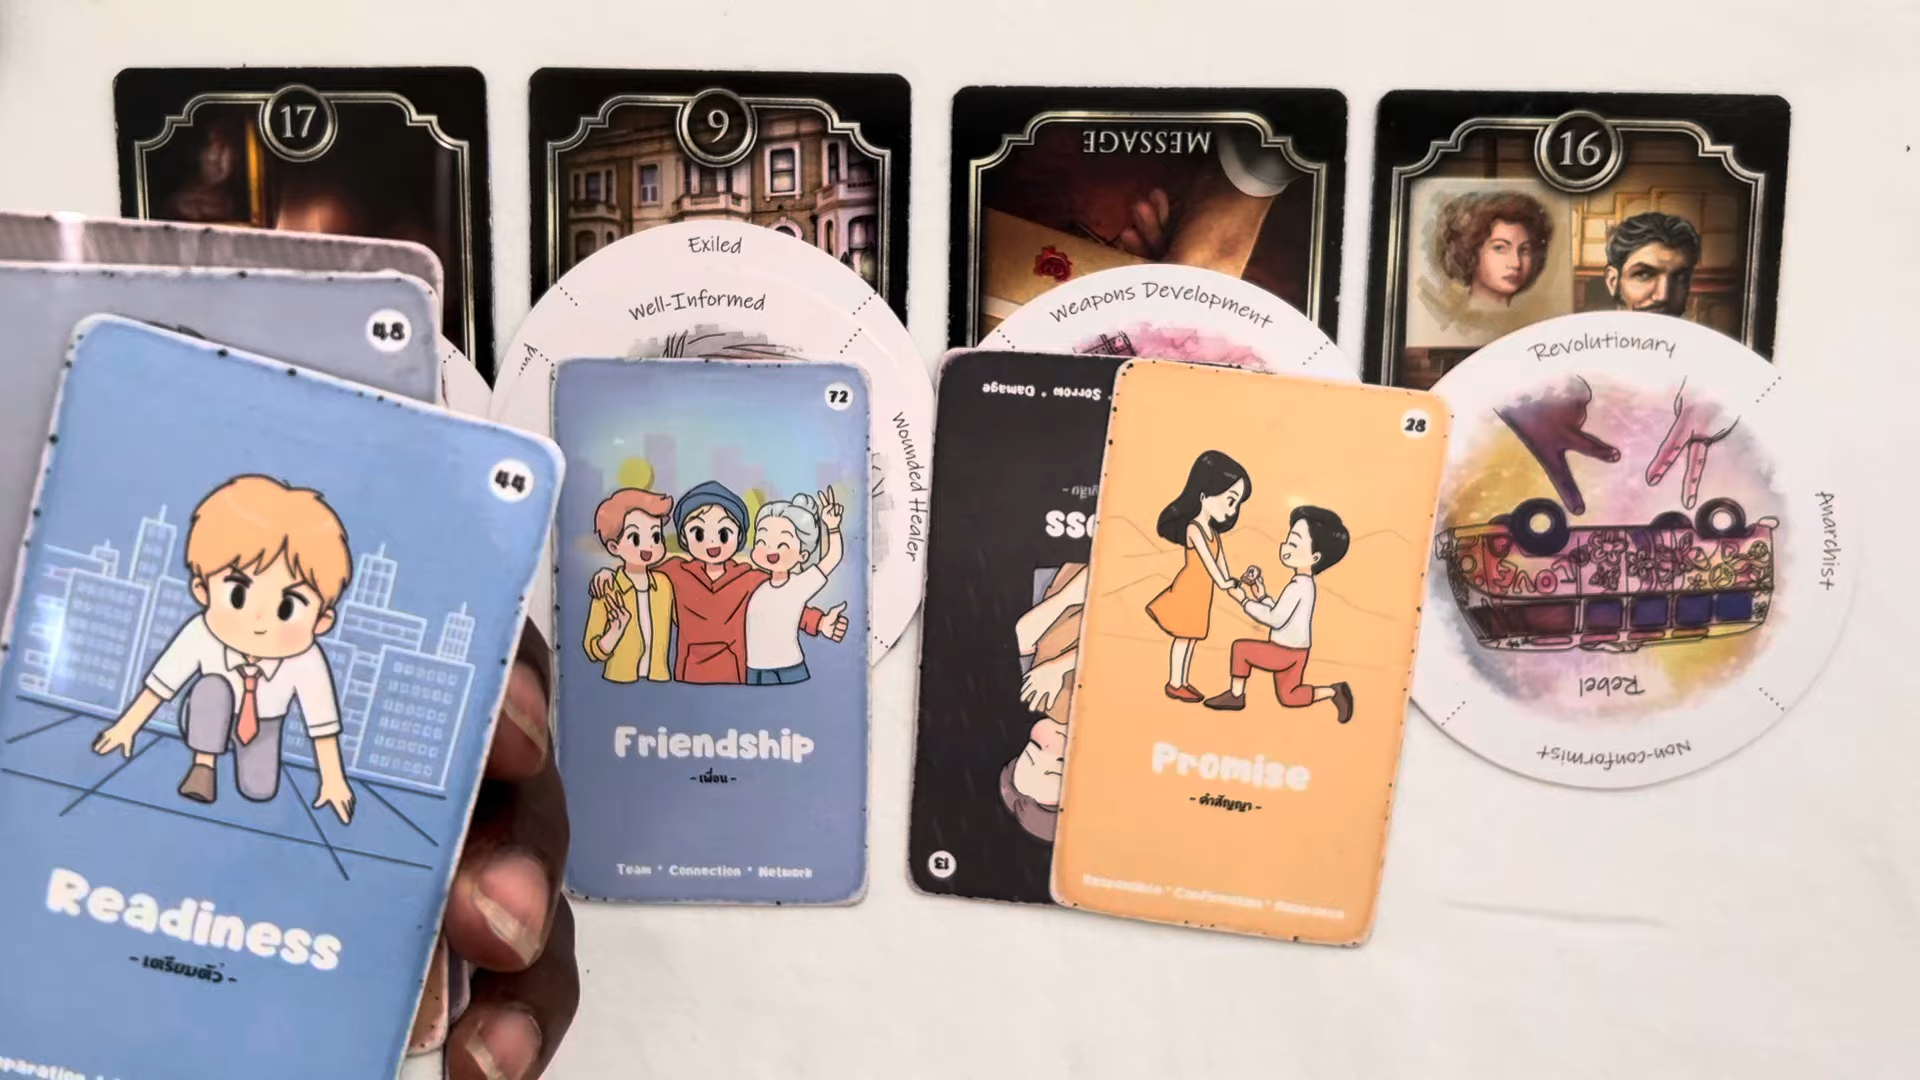 17
9
MESSAGE
16
Exiled
Well-Informed
Wounded Healer
Weapons Development
Revolutionary
Anarchist
Rebel
Non-conformist
48
44
Readiness
- เตรียมตัว -
72
Friendship
- เพื่อน -
Team * Connection * Network
Sorrow * Damage
13
28
Promise
- คำสัญญา -